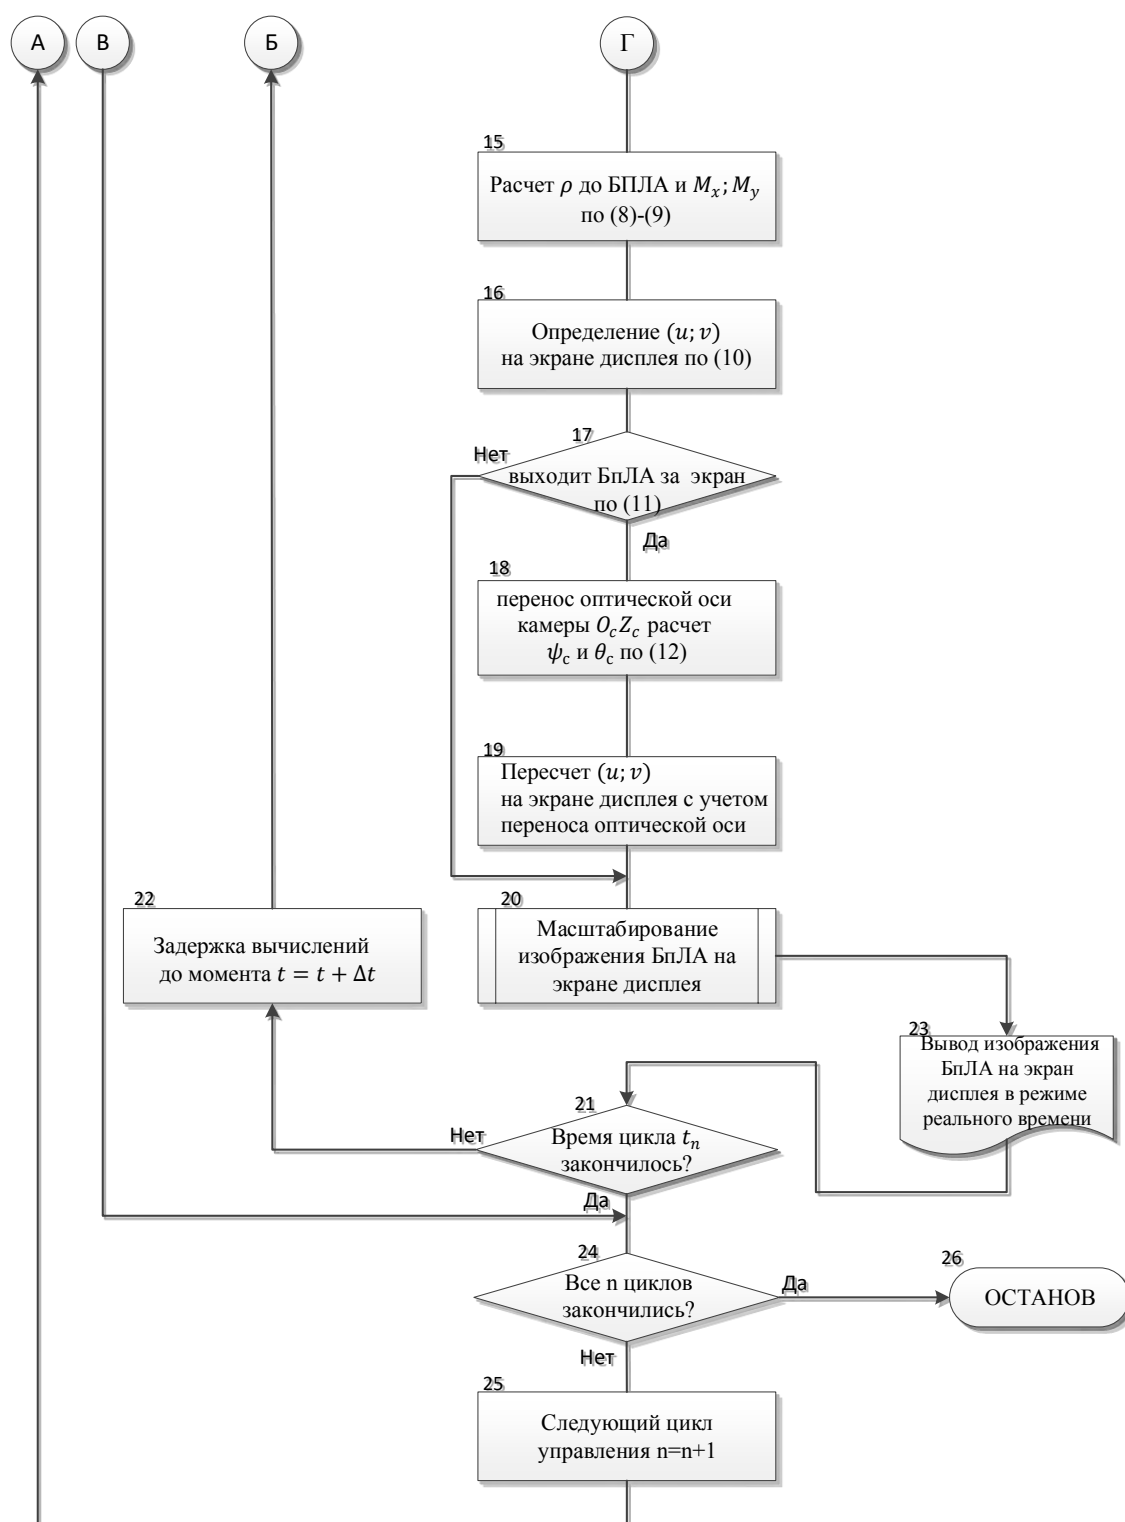 А
В
Б
Г
15
Расчет ρ до БПЛА и M_x; M_y
по (8)-(9)
16
Определение (u; v)
на экране дисплея по (10)
17
Нет
выходит БпЛА за экран
по (11)
Да
18
перенос оптической оси
камеры O_cZ_c расчет
ψ_c и θ_c по (12)
19
Пересчет (u; v)
на экране дисплея с учетом
переноса оптической оси
22
Задержка вычислений
до момента t = t + Δt
20
Масштабирование
изображения БпЛА на
экране дисплея
23
Вывод изображения
БпЛА на экран
дисплея в режиме
реального времени
21
Нет
Время цикла t_n
закончилось?
Да
24
Все n циклов
закончились?
Да
26
ОСТАНОВ
Нет
25
Следующий цикл
управления n=n+1